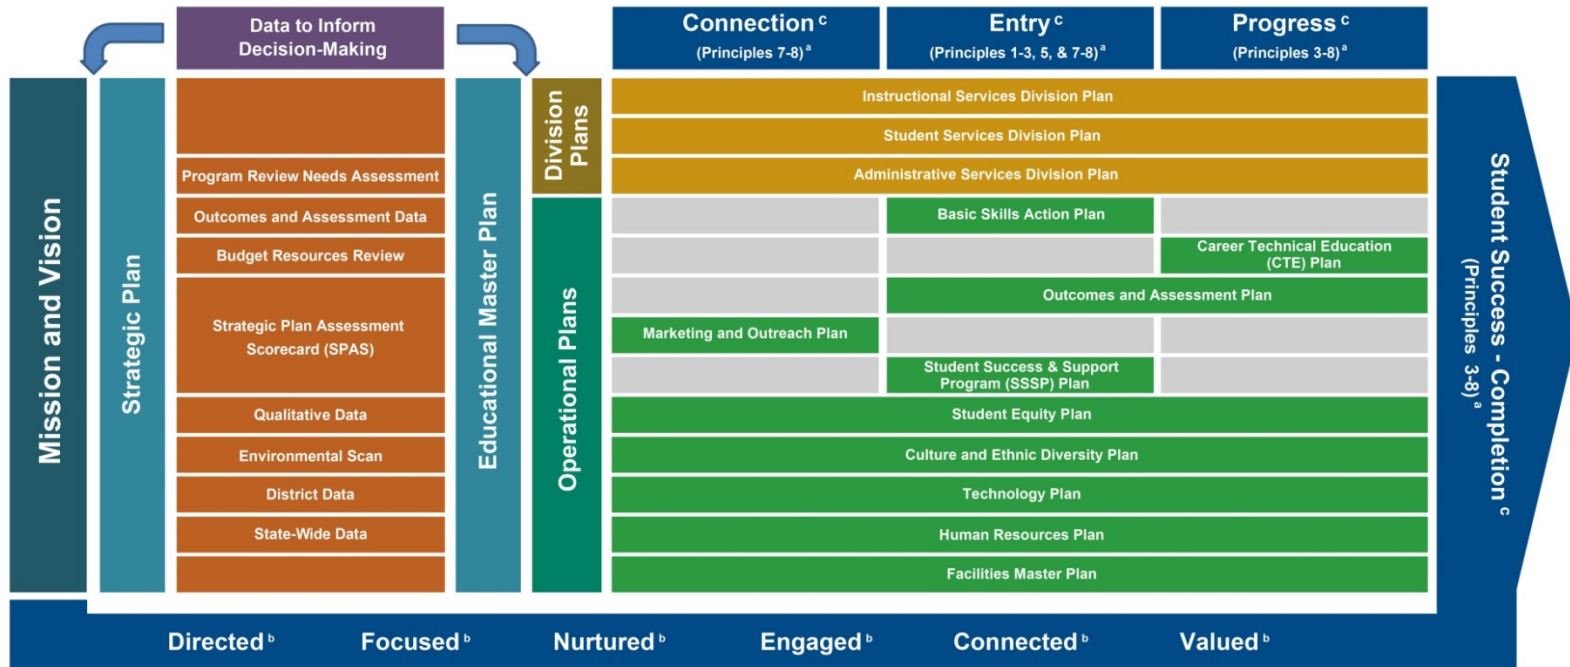 Data to Inform
Decision-Making
Connection c
(Principles 7-8) a
Entry c
(Principles 1-3, 5, & 7-8) a
Progress c
(Principles 3-8) a
Mission and Vision
Strategic Plan
Program Review Needs Assessment
Outcomes and Assessment Data
Budget Resources Review
Strategic Plan Assessment
Scorecard (SPAS)
Qualitative Data
Environmental Scan
District Data
State-Wide Data
Educational Master Plan
Division
Plans
Operational Plans
Instructional Services Division Plan
Student Services Division Plan
Administrative Services Division Plan
Basic Skills Action Plan
Career Technical Education
(CTE) Plan
Outcomes and Assessment Plan
Marketing and Outreach Plan
Student Success & Support
Program (SSSP) Plan
Student Equity Plan
Culture and Ethnic Diversity Plan
Technology Plan
Human Resources Plan
Facilities Master Plan
Student Success - Completion c
(Principles 3-8) a
Directed b Focused b Nurtured b Engaged b Connected b Valued b